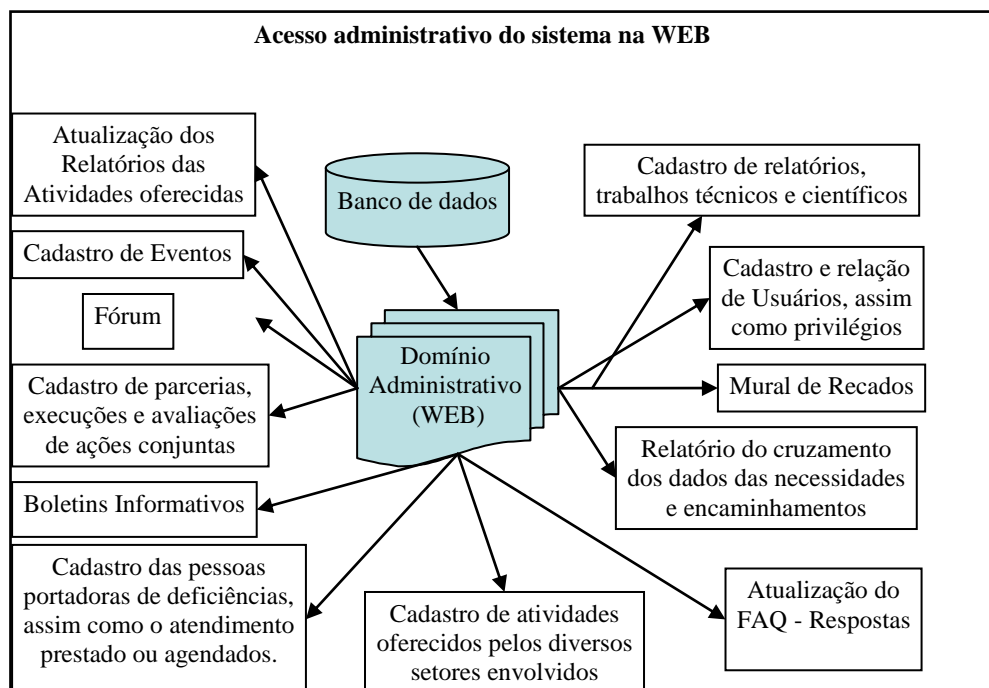 Acesso administrativo do sistema na WEB
Atualização dos
Relatórios das
Atividades oferecidas
Banco de dados
Cadastro de relatórios,
trabalhos técnicos e científicos
Cadastro de Eventos
Cadastro e relação
de Usuários, assim
como privilégios
Fórum
Domínio
Administrativo
(WEB)
Mural de Recados
Cadastro de parcerias,
execuções e avaliações
de ações conjuntas
Relatório do cruzamento
dos dados das necessidades
e encaminhamentos
Boletins Informativos
Cadastro das pessoas
portadoras de deficiências,
assim como o atendimento
prestado ou agendados.
Cadastro de atividades
oferecidos pelos diversos
setores envolvidos
Atualização do
FAQ - Respostas